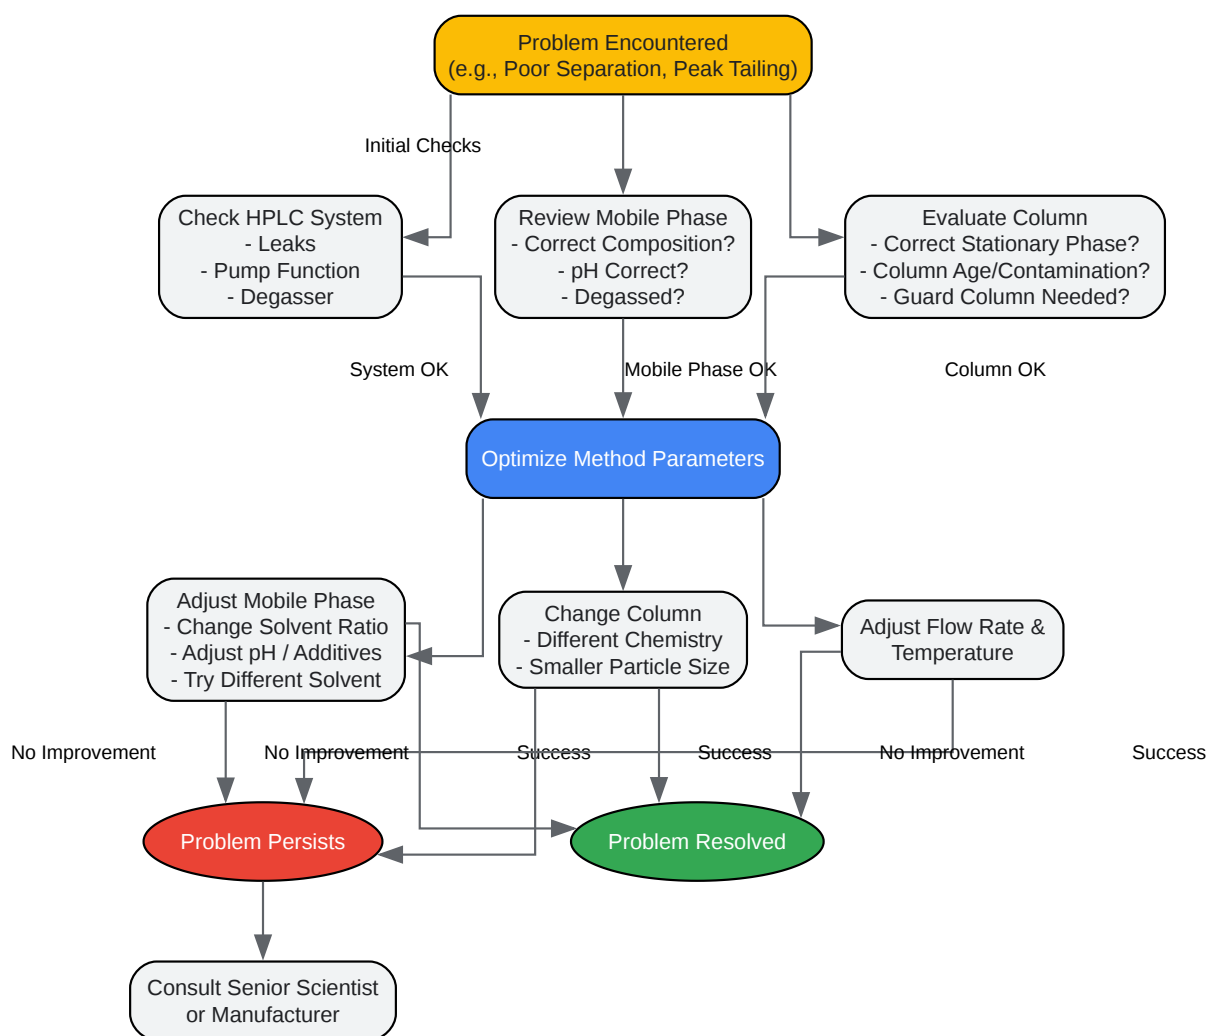 Problem Encountered
(e.g., Poor Separation, Peak Tailing)
Initial Checks
Check HPLC System
- Leaks
- Pump Function
- Degasser
Review Mobile Phase
- Correct Composition?
- pH Correct?
- Degassed?
Evaluate Column
- Correct Stationary Phase?
- Column Age/Contamination?
- Guard Column Needed?
System OK
Mobile Phase OK
Column OK
Optimize Method Parameters
Adjust Mobile Phase
- Change Solvent Ratio
- Adjust pH / Additives
- Try Different Solvent
Change Column
- Different Chemistry
- Smaller Particle Size
Adjust Flow Rate &
Temperature
No Improvement
No Improvement
Success
Success
No Improvement
Success
Problem Persists
Problem Resolved
Consult Senior Scientist
or Manufacturer